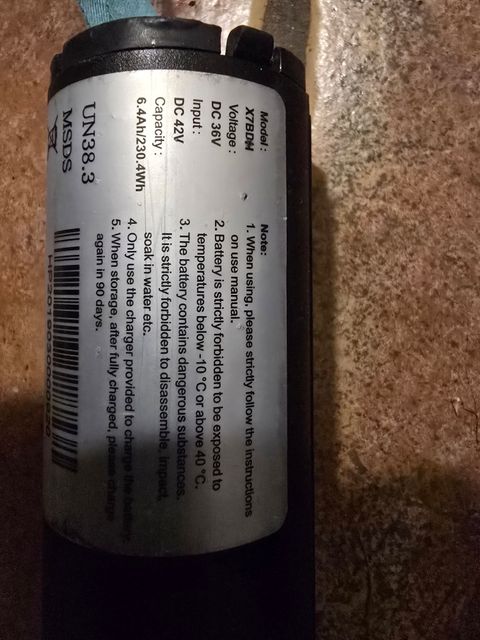 Model :
X7BDM
Voltage :
DC 36V
Input :
DC 42V
Capacity :
6.4Ah/230.4Wh
UN38.3
MSDS
Note:
1. When using, please strictly follow the instructions
on use manual.
2. Battery is strictly forbidden to be exposed to
temperatures below -10 °C or above 40 °C.
3. The battery contains dangerous substances.
It is strictly forbidden to disassemble, impact,
soak in water etc.
4. Only use the charger provided to charge the battery.
5. When storage, after fully charged, please charge
again in 90 days.